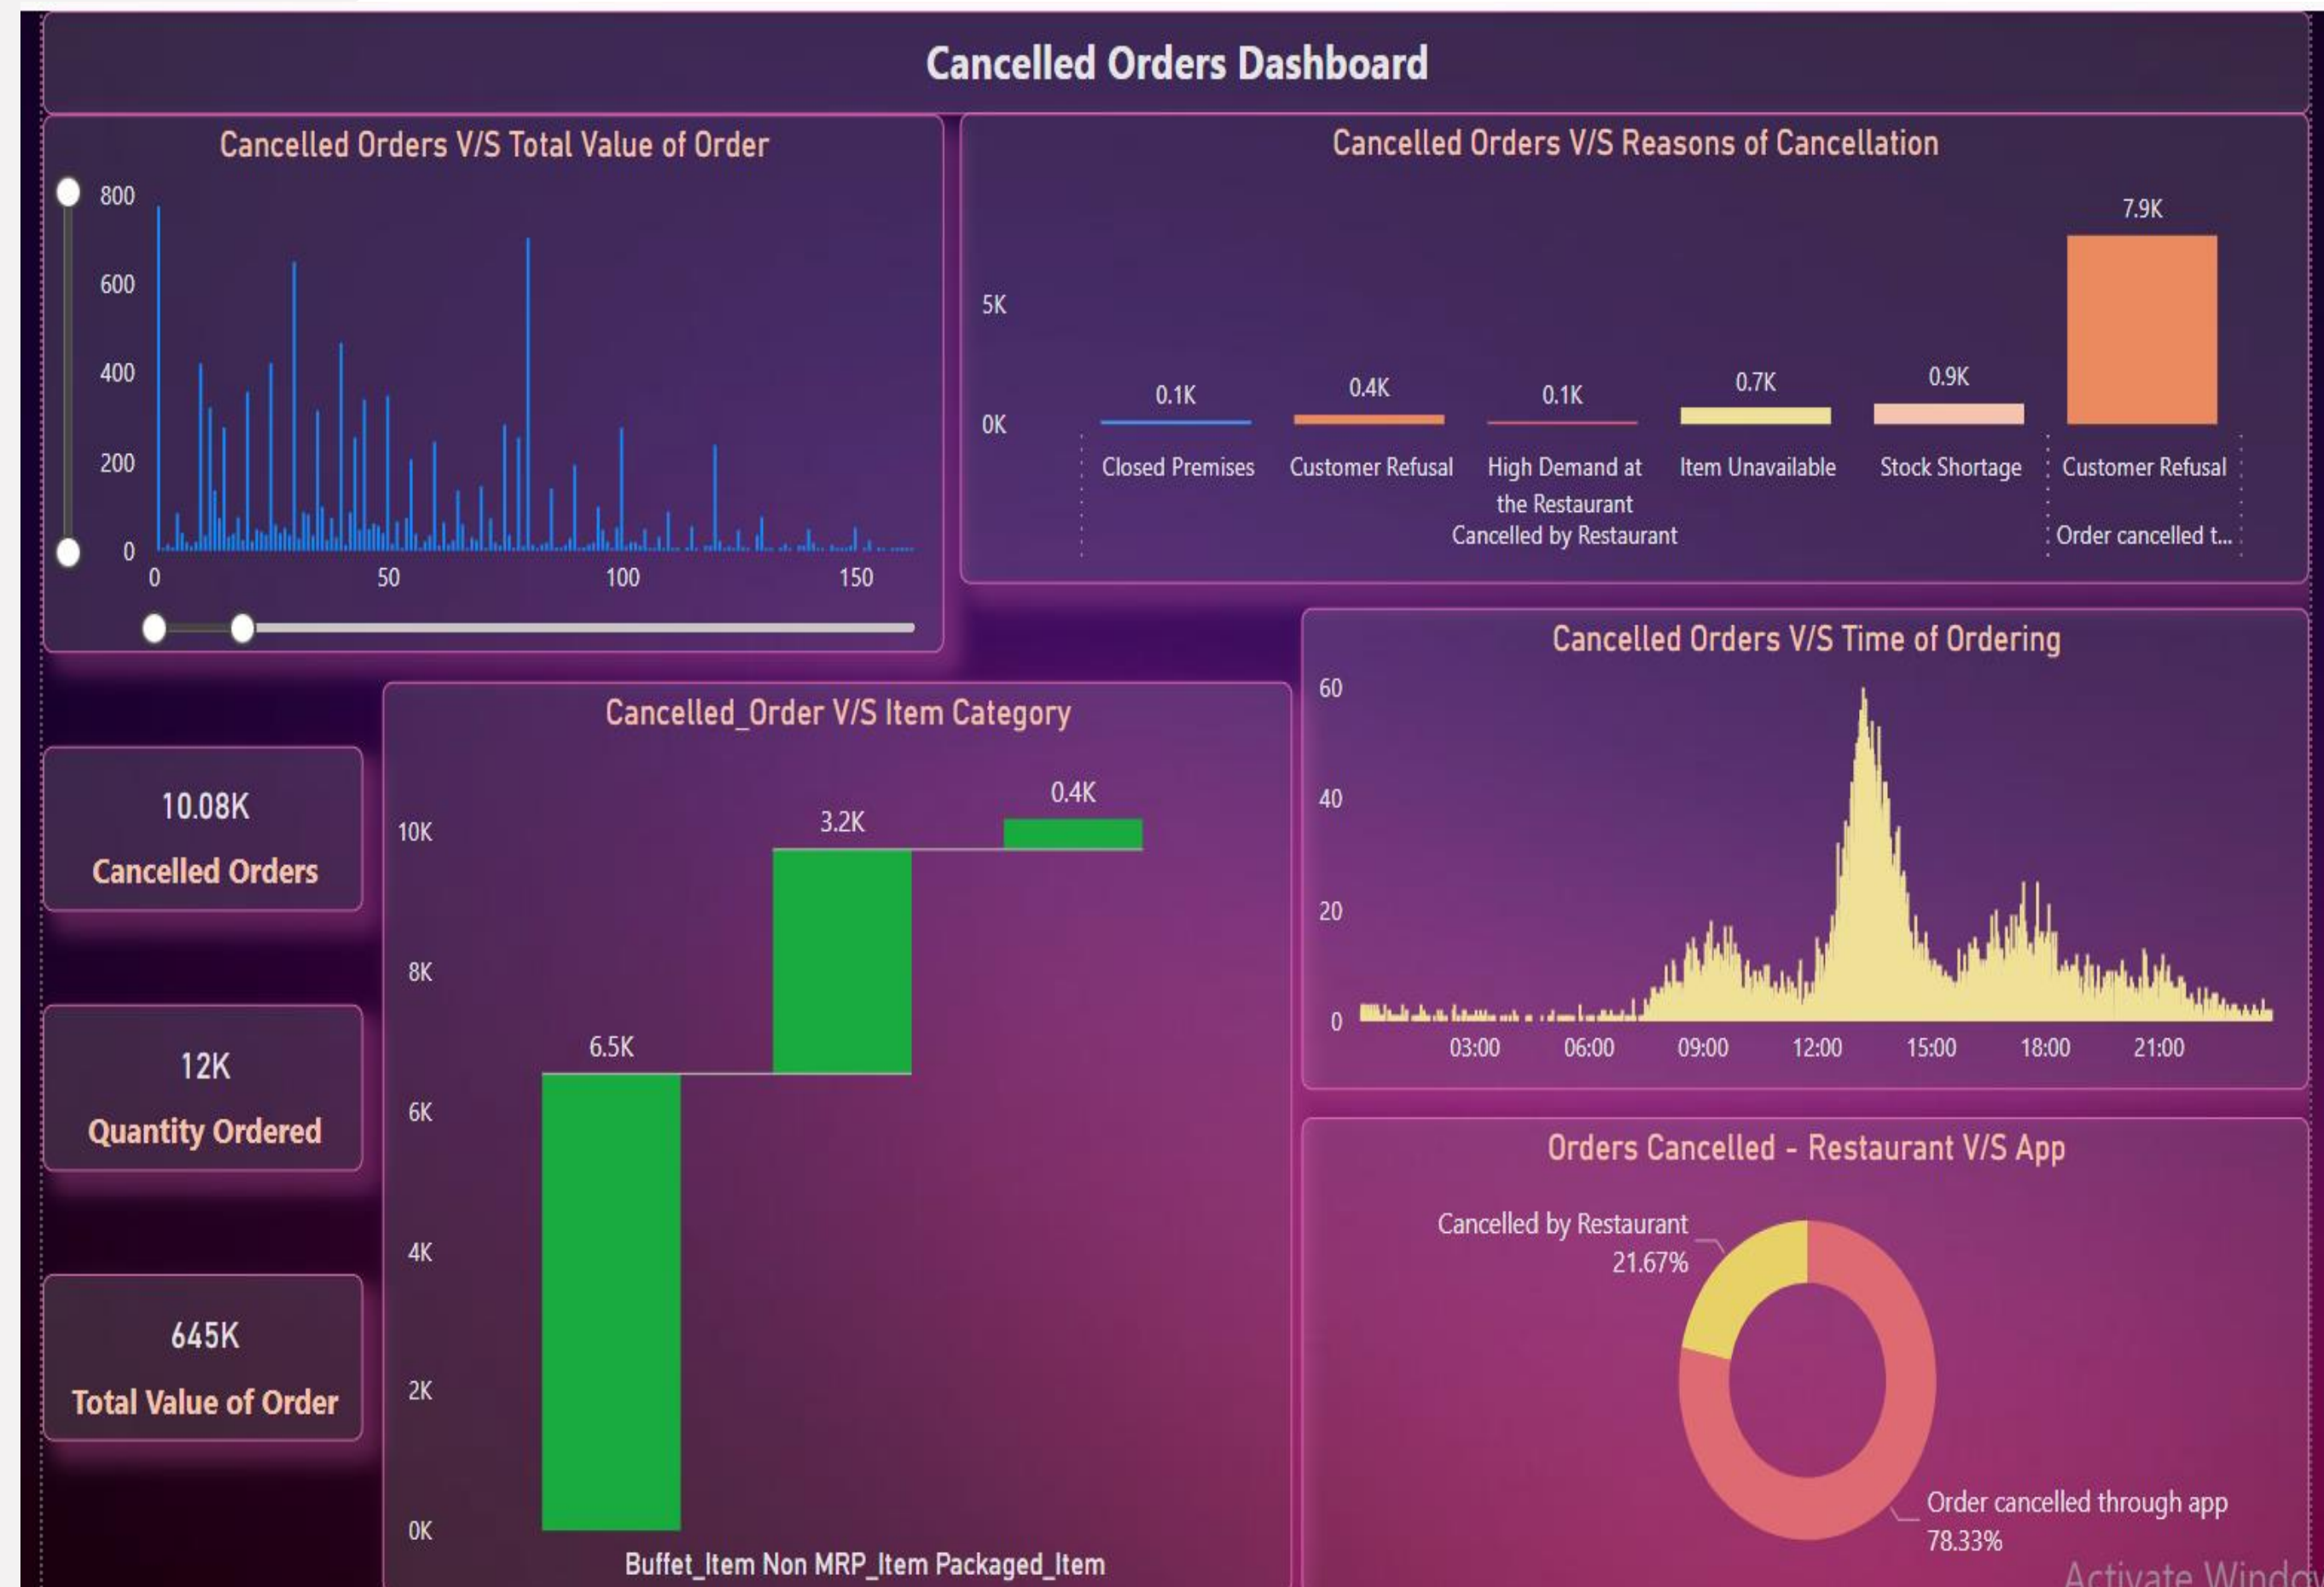 Cancelled Orders Dashboard
Cancelled Orders V/S Total Value of Order
800
600
400
200
0
0 50 100 150
Cancelled Orders V/S Reasons of Cancellation
5K
0K
0.1K 0.4K 0.1K 0.7K 0.9K 7.9K
Closed Premises Customer Refusal High Demand at Item Unavailable Stock Shortage Customer Refusal
the Restaurant
Cancelled by Restaurant Order cancelled t...
10.08K
Cancelled Orders
12K
Quantity Ordered
645K
Total Value of Order
Cancelled_Order V/S Item Category
10K
8K
6K
4K
2K
0K
6.5K 3.2K 0.4K
Buffet_Item Non MRP_Item Packaged_Item
Cancelled Orders V/S Time of Ordering
60
40
20
0
03:00 06:00 09:00 12:00 15:00 18:00 21:00
Orders Cancelled - Restaurant V/S App
Cancelled by Restaurant
21.67%
Order cancelled through app
78.33%
Activate Window